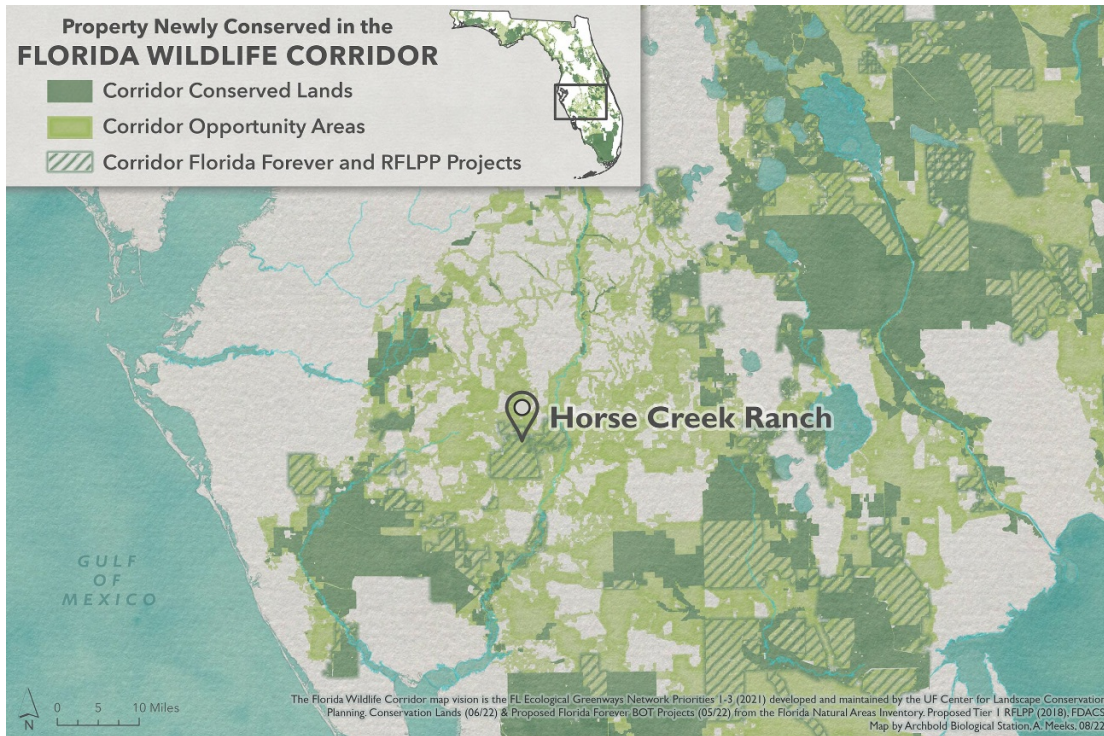 Property Newly Conserved in the
FLORIDA WILDLIFE CORRIDOR
Corridor Conserved Lands
Corridor Opportunity Areas
Corridor Florida Forever and RFLPP Projects
Horse Creek Ranch
GULF
OF
MEXICO
0 5 10 Miles
N
The Florida Wildlife Corridor map vision is the FL Ecological Greenways Network Priorities 1-3 (2021) developed and maintained by the UF Center for Landscape Conservation
Planning. Conservation Lands (06/22) & Proposed Florida Forever BOT Projects (05/22) from the Florida Natural Areas Inventory. Proposed Tier 1 RFLPP (2018), FDACS
Map by Archbold Biological Station, A. Meeks, 08/22